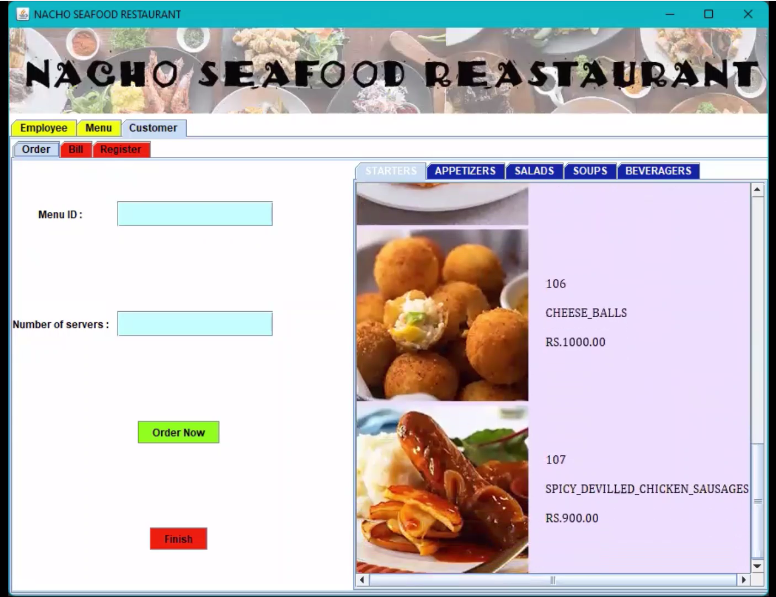 NACHO SEAFOOD RESTAURANT
NACHO SEAFOOD REASTAURANT
Employee Menu Customer
Order Bill Register
STARTERS APPETIZERS SALADS SOUPS BEVERAGERS
Menu ID :
Number of servers :
Order Now
Finish
106
CHEESE_BALLS
RS.1000.00
107
SPICY_DEVILLED_CHICKEN_SAUSAGES
RS.900.00